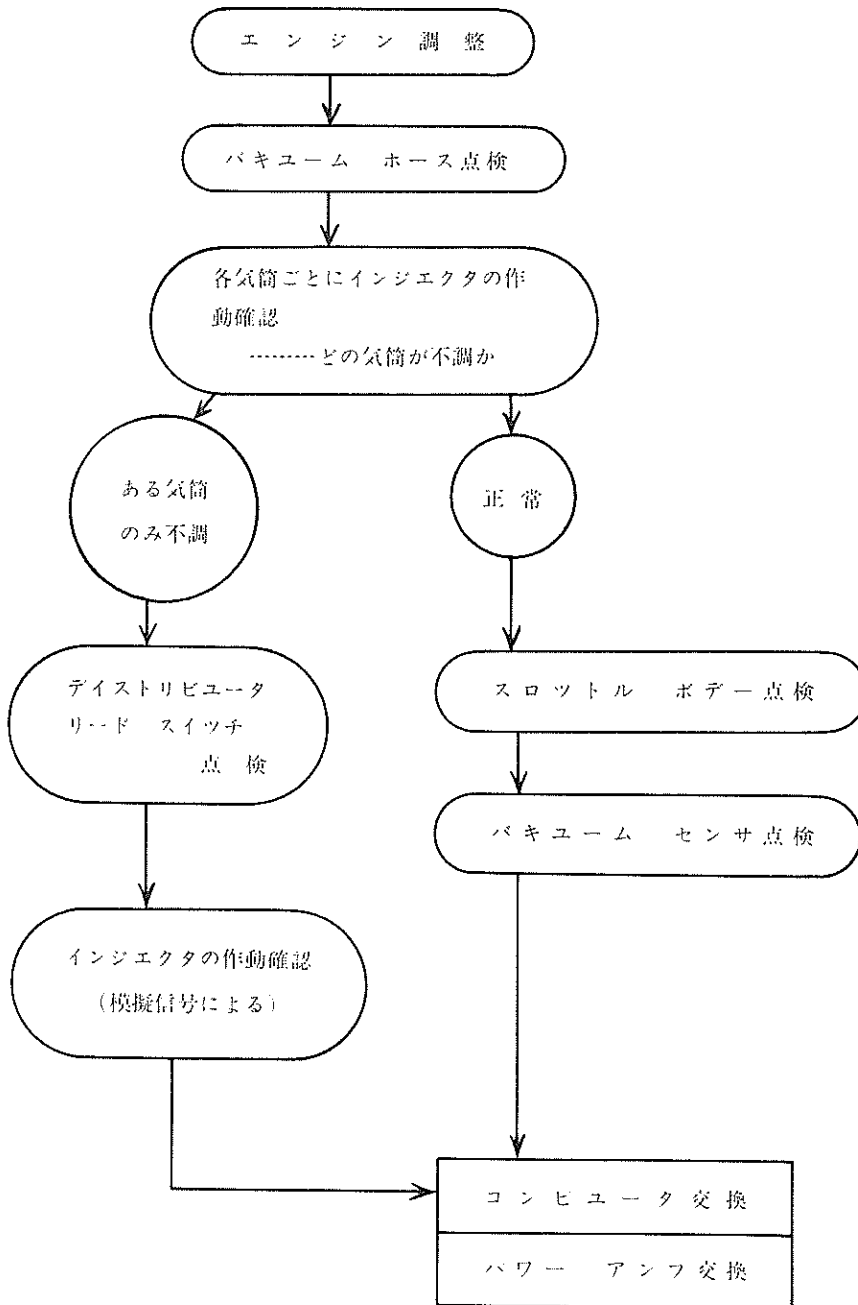 エンジン調整
バキユーム ホース点検
各気筒ごとにインジエクタの作
動確認
………どの気筒が不調か
ある気筒
のみ不調
正常
デイストリビユータ
リード スイツチ
点検
インジエクタの作動確認
(模擬信号による)
スロツトル ボデー点検
バキユーム センサ点検
コンピユータ交換
パワー アンプ交換